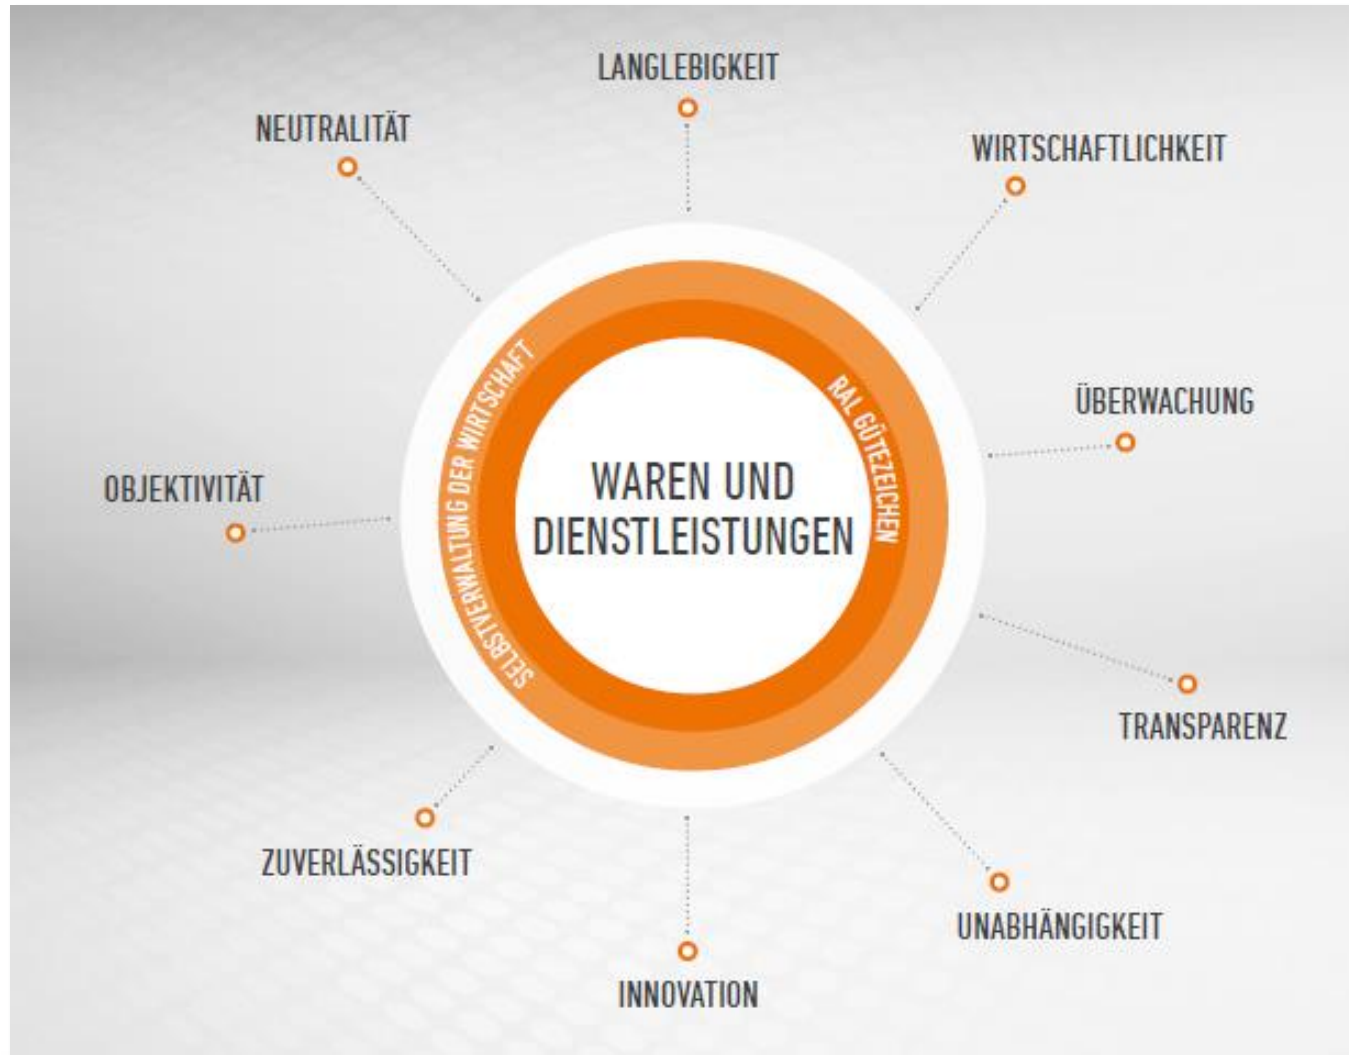 LANGLEBIGKEIT
NEUTRALITÄT
WIRTSCHAFTLICHKEIT
ÜBERWACHUNG
OBJEKTIVITÄT
SELBSTVERWALTUNG DER WIRTSCHAFT
RAL GÜTEZEICHEN
WAREN UND
DIENSTLEISTUNGEN
TRANSPARENZ
ZUVERLÄSSIGKEIT
UNABHÄNGIGKEIT
INNOVATION